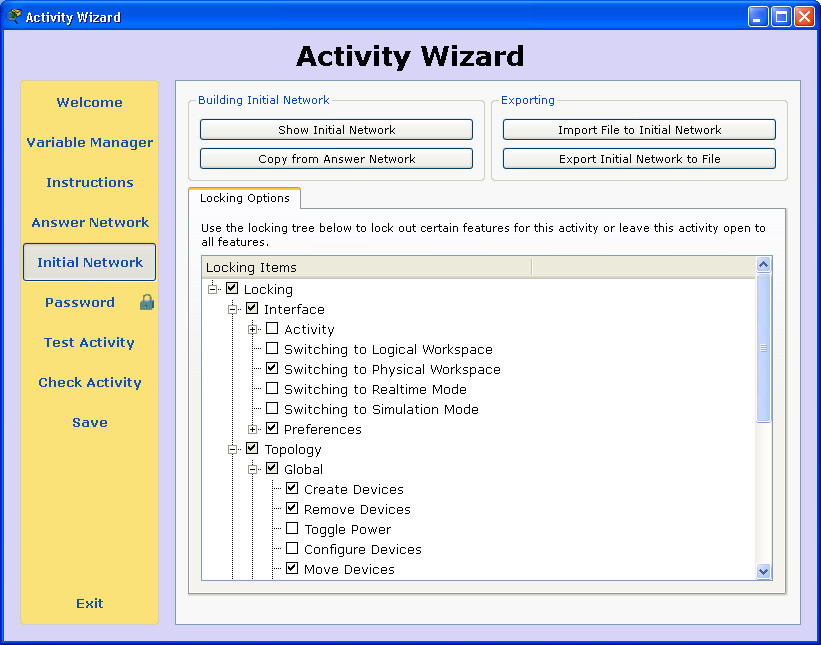 Activity Wizard
Activity Wizard
Welcome
Variable Manager
Instructions
Answer Network
Initial Network
Password
Test Activity
Check Activity
Save
Exit
Building Initial Network
Show Initial Network
Copy from Answer Network
Exporting
Import File to Initial Network
Export Initial Network to File
Locking Options
Use the locking tree below to lock out certain features for this activity or leave this activity open to
all features.
Locking Items
Locking
Interface
Activity
Switching to Logical Workspace
Switching to Physical Workspace
Switching to Realtime Mode
Switching to Simulation Mode
Preferences
Topology
Global
Create Devices
Remove Devices
Toggle Power
Configure Devices
Move Devices